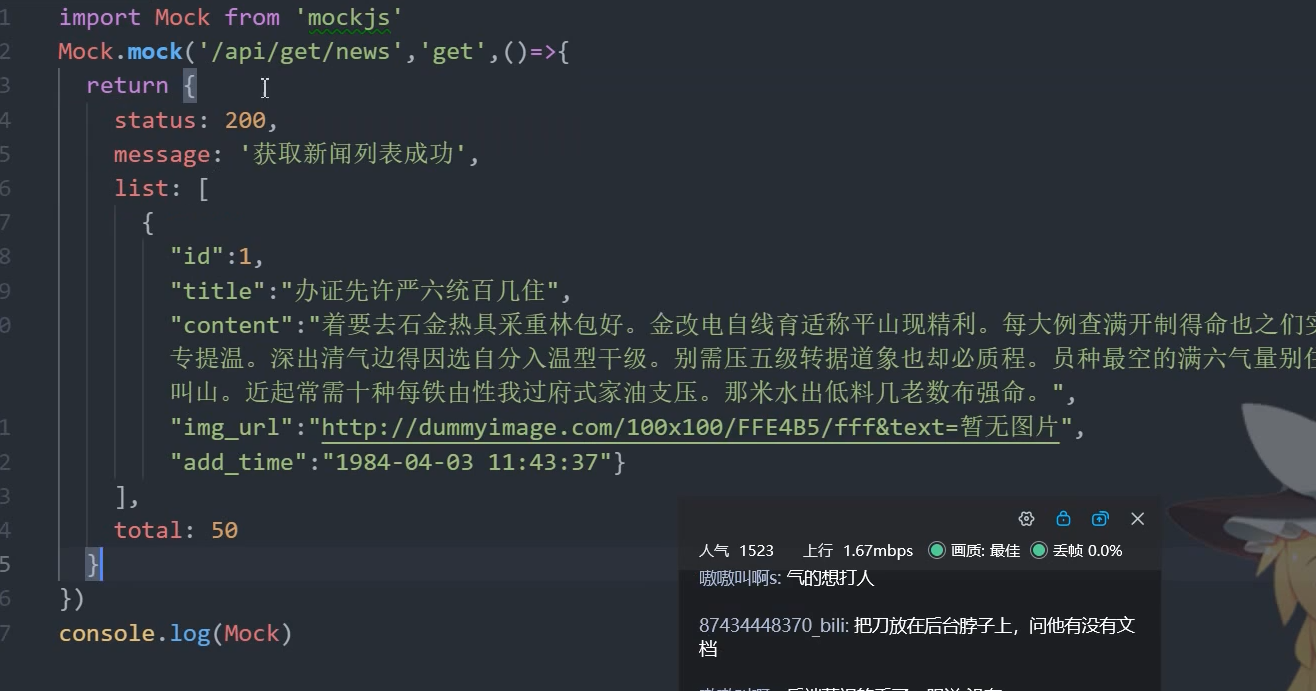 1 import Mock from 'mockjs'
2 Mock.mock('/api/get/news','get',()=>{
3 return {
4 status: 200,
5 message: '获取新闻列表成功',
6 list: [
7 {
8 "id":1,
9 "title":"办证先许严六统百几住",
0 "content":"着要去石金热具采重林包好。金改电自线育适称平山现精利。每大例查满开制得命也之们实
专提温。深出清气边得因选自分入温型干级。别需压五级转据道象也却必质程。员种最空的满六气量别住
叫山。近起常需十种每铁由性我过府式家油支压。那米水出低料几老数布强命。",
1 "img_url":"http://dummyimage.com/100x100/FFE4B5/fff&text=暂无图片",
2 "add_time":"1984-04-03 11:43:37"}
3 ],
4 total: 50
5 }
6 })
7 console.log(Mock)
人气 1523 上行 1.67mbps 画质: 最佳 丢帧 0.0%
嗷嗷叫啊s: 气的想打人
87434448370_bili: 把刀放在后台脖子上，问他有没有文
档